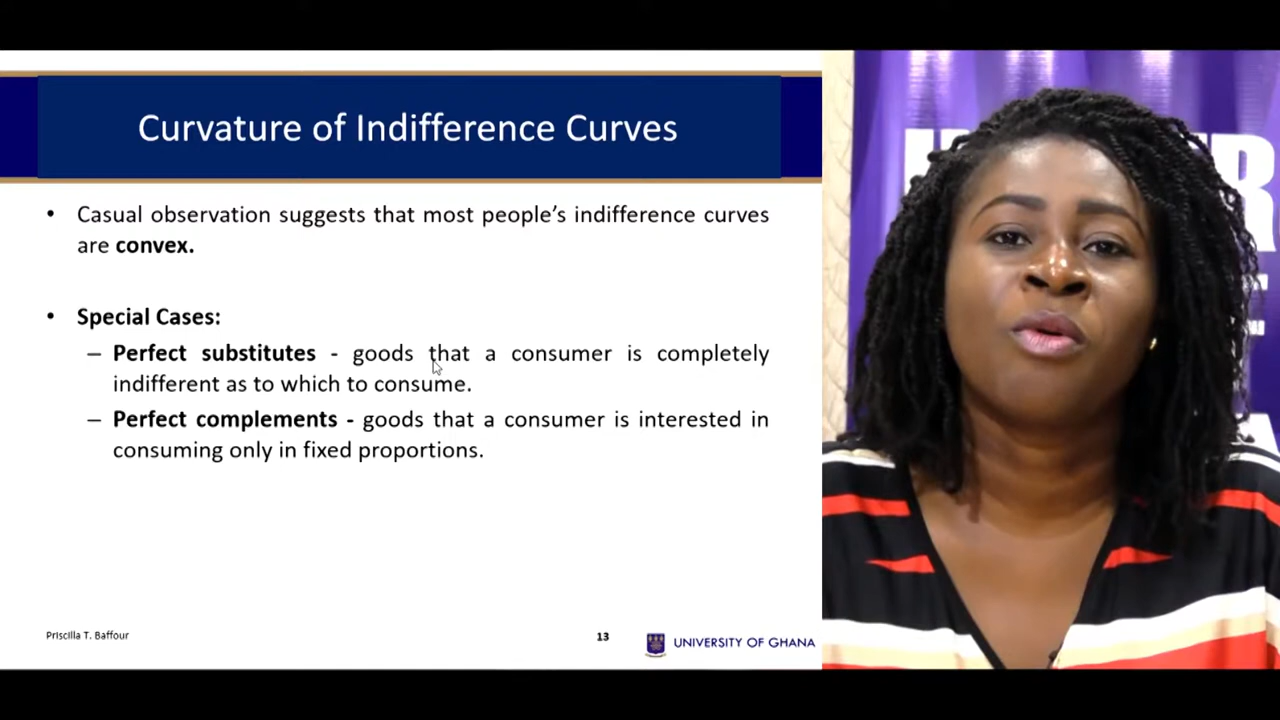 Curvature of Indifference Curves
• Casual observation suggests that most people’s indifference curves
are convex.
• Special Cases:
– Perfect substitutes - goods that a consumer is completely
indifferent as to which to consume.
– Perfect complements - goods that a consumer is interested in
consuming only in fixed proportions.
Priscilla T. Baffour
13
UNIVERSITY OF GHANA